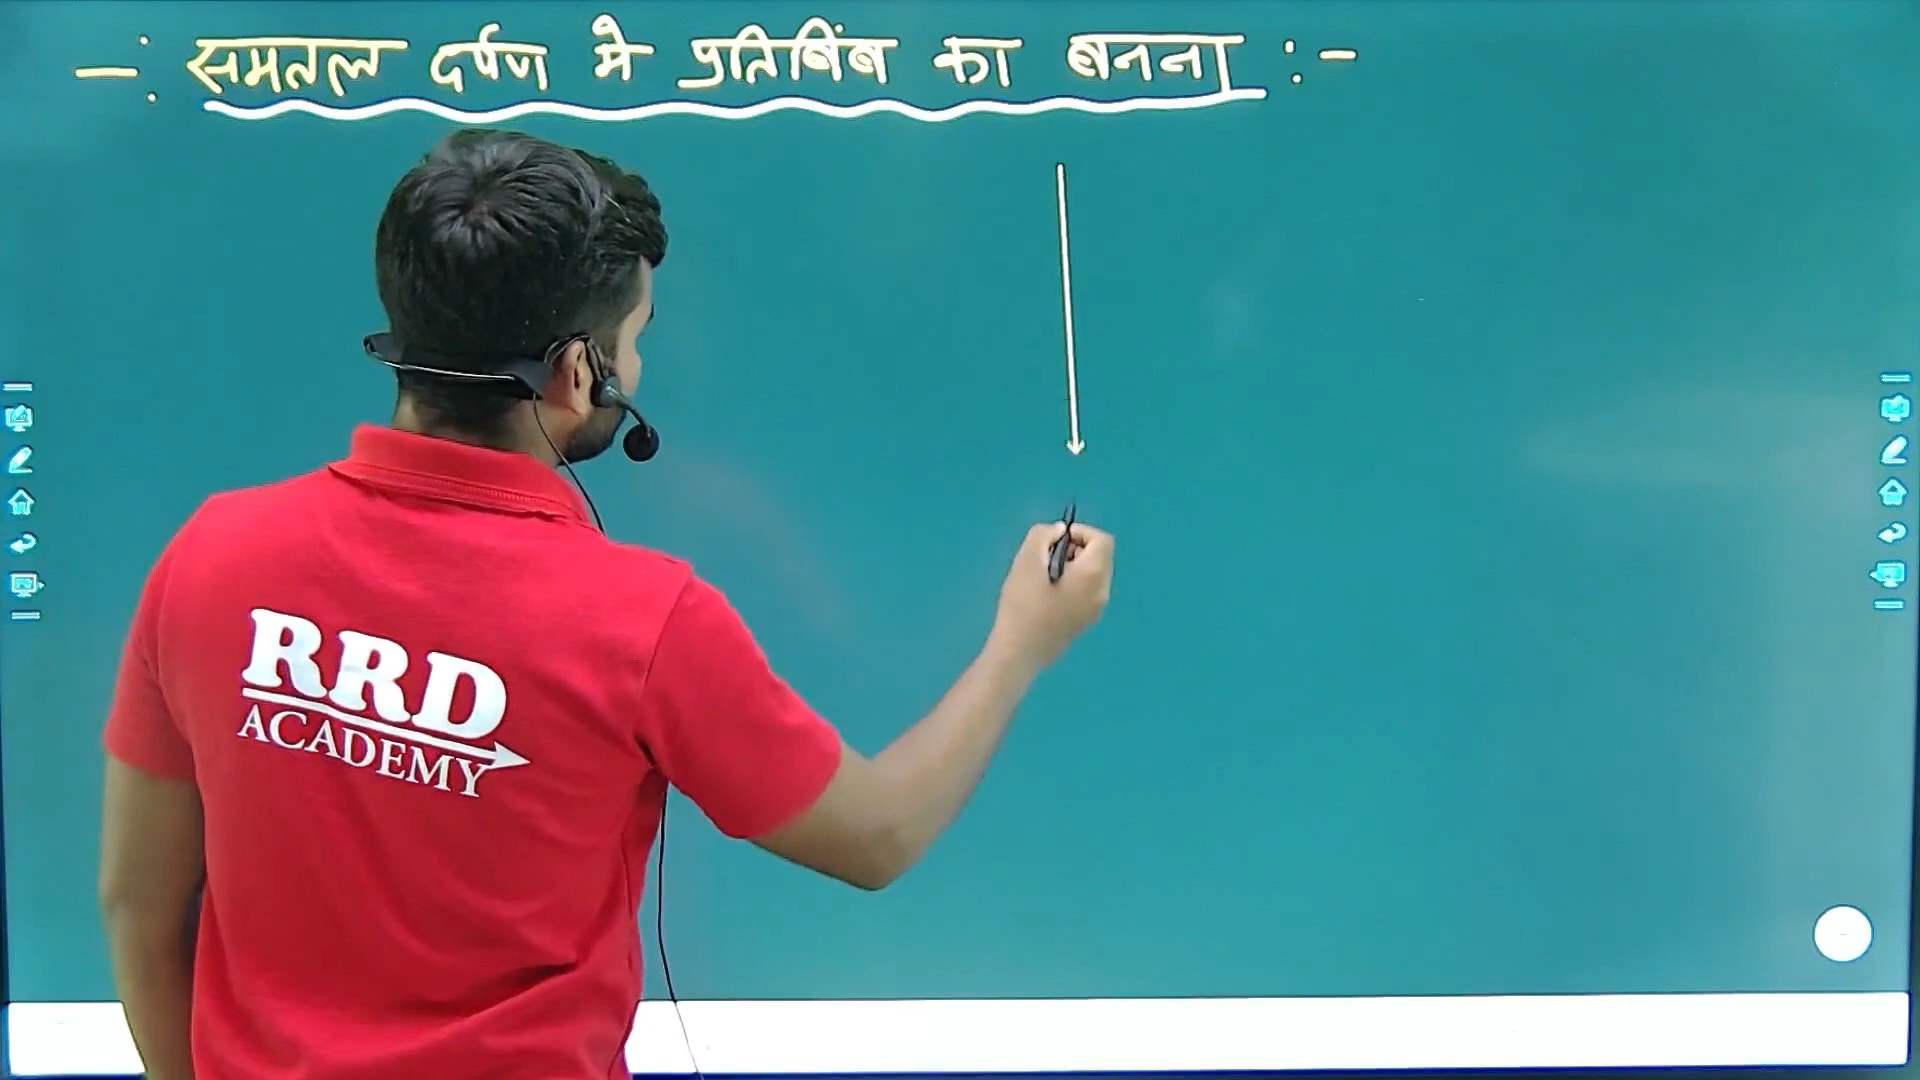 -: समतल दर्पण मे प्रतिबिंब का बनना :-
RRD
ACADEMY